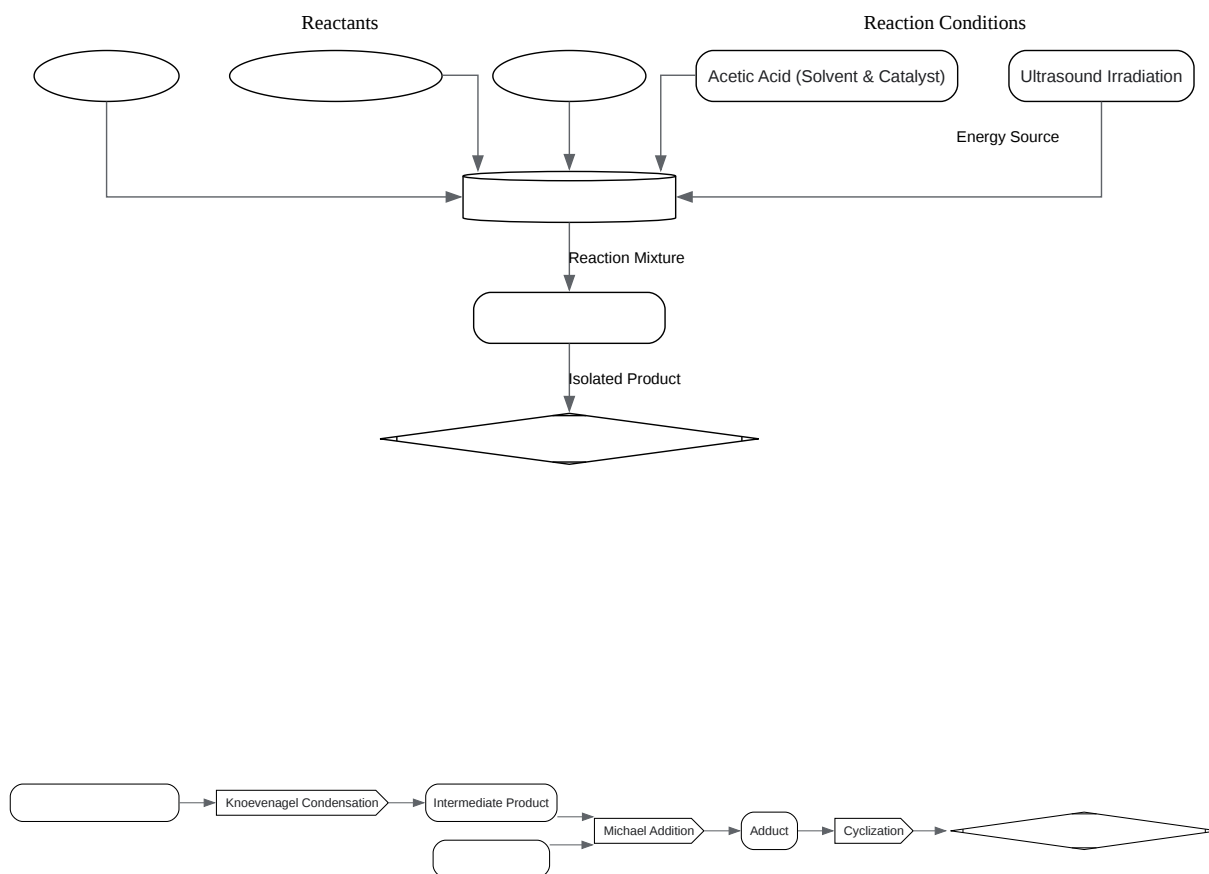 Reactants
Reaction Conditions
Acetic Acid (Solvent & Catalyst)
Ultrasound Irradiation
Energy Source
Reaction Mixture
Isolated Product
Knoevenagel Condensation
Intermediate Product
Michael Addition
Adduct
Cyclization